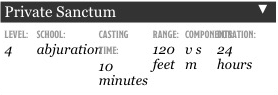 Private Sanctum ▼
LEVEL: SCHOOL: CASTING TIME: RANGE: COMPONENTS: DURATION:
4 abjuration 10 minutes 120 feet v s m 24 hours